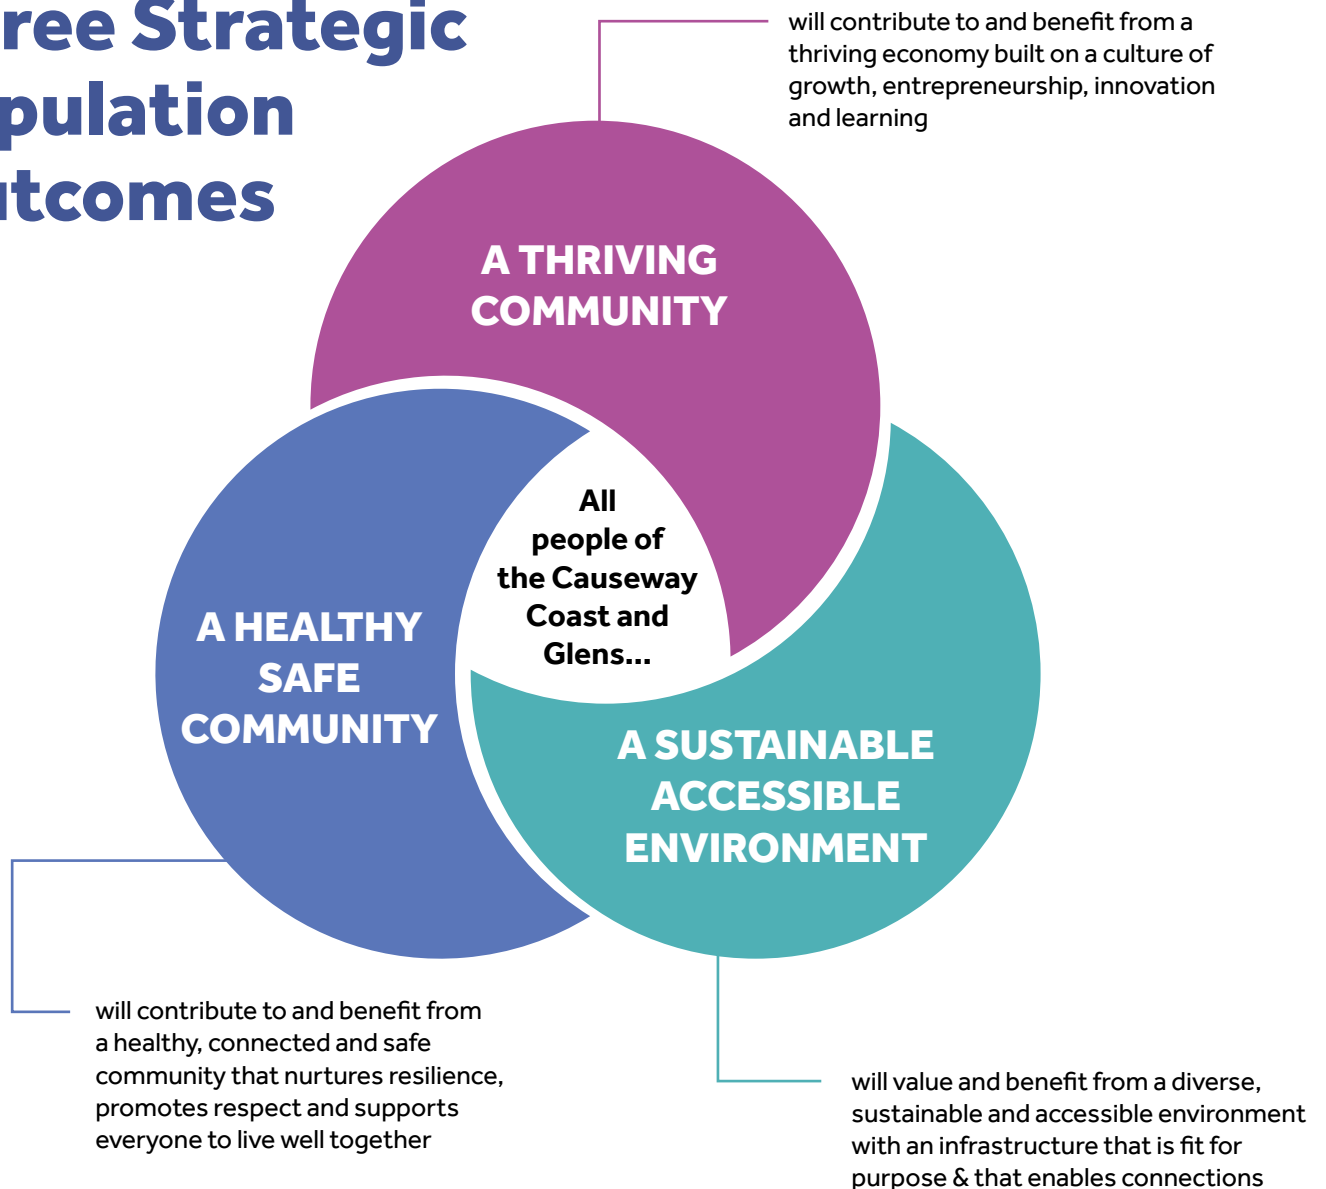 ree Strategic
pulation
tcomes
will contribute to and benefit from a
thriving economy built on a culture of
growth, entrepreneurship, innovation
and learning
A THRIVING
COMMUNITY
All
people of
the Causeway
Coast and
Glens...
A HEALTHY
SAFE
COMMUNITY
A SUSTAINABLE
ACCESSIBLE
ENVIRONMENT
will contribute to and benefit from
a healthy, connected and safe
community that nurtures resilience,
promotes respect and supports
everyone to live well together
will value and benefit from a diverse,
sustainable and accessible environment
with an infrastructure that is fit for
purpose & that enables connections